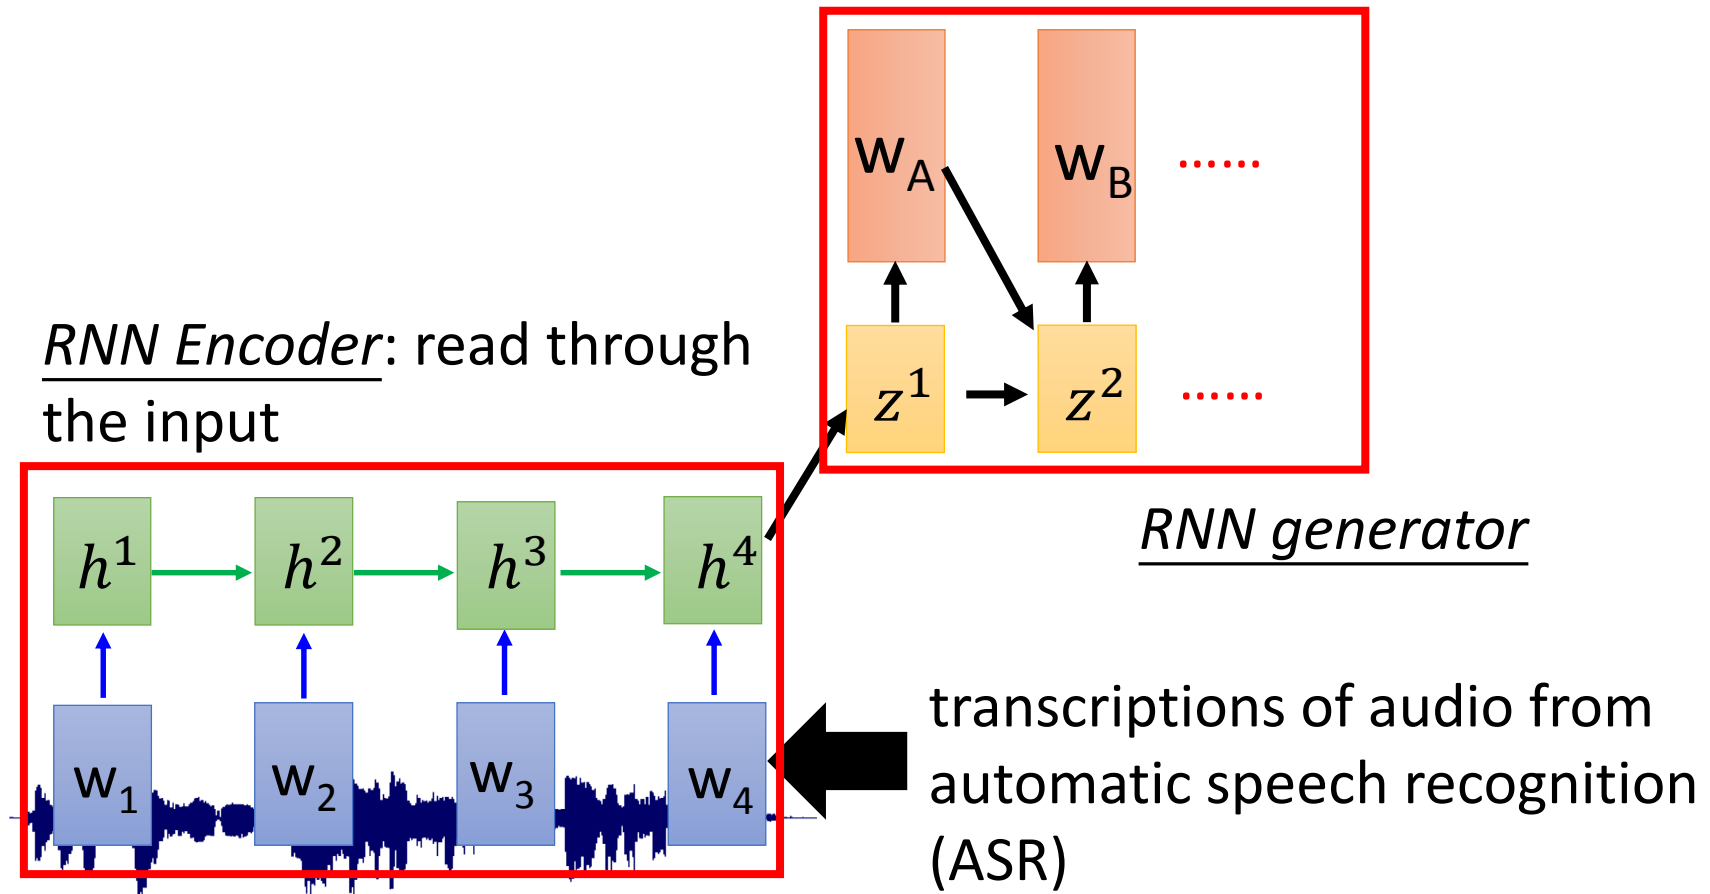 w_A w_B ......
z^1 z^2 ......
RNN Encoder: read through
the input
RNN generator
h^1 h^2 h^3 h^4
w_1 w_2 w_3 w_4
transcriptions of audio from
automatic speech recognition
(ASR)